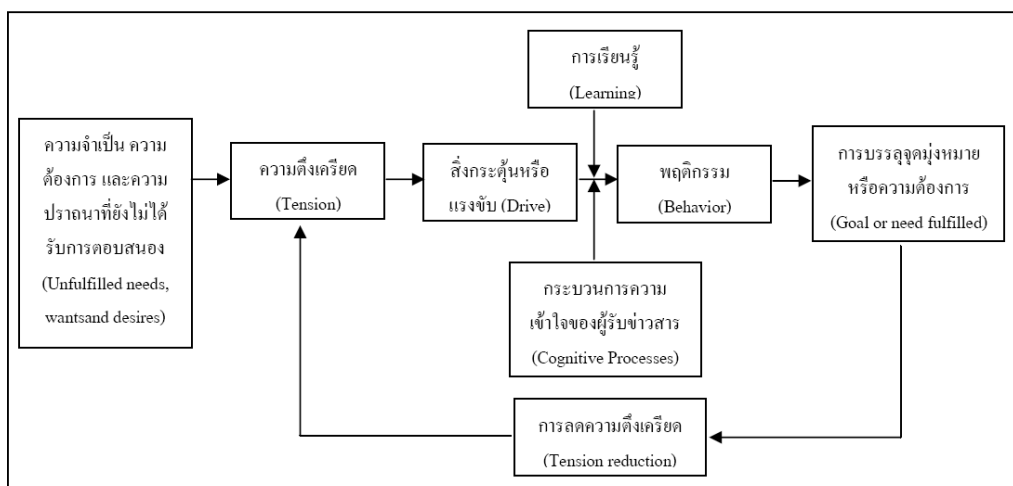 การเรียนรู้
(Learning)
ความจำเป็น ความ
ต้องการ และความ
ปราถนาที่ยังไม่ได้
รับการตอบสนอง
(Unfulfilled needs,
wantsand desires)
ความตึงเครียด
(Tension)
สิ่งกระตุ้นหรือ
แรงขับ (Drive)
พฤติกรรม
(Behavior)
การบรรลุจุดมุ่งหมาย
หรือความต้องการ
(Goal or need fulfilled)
กระบวนการความ
เข้าใจของผู้รับข่าวสาร
(Cognitive Processes)
การลดความตึงเครียด
(Tension reduction)